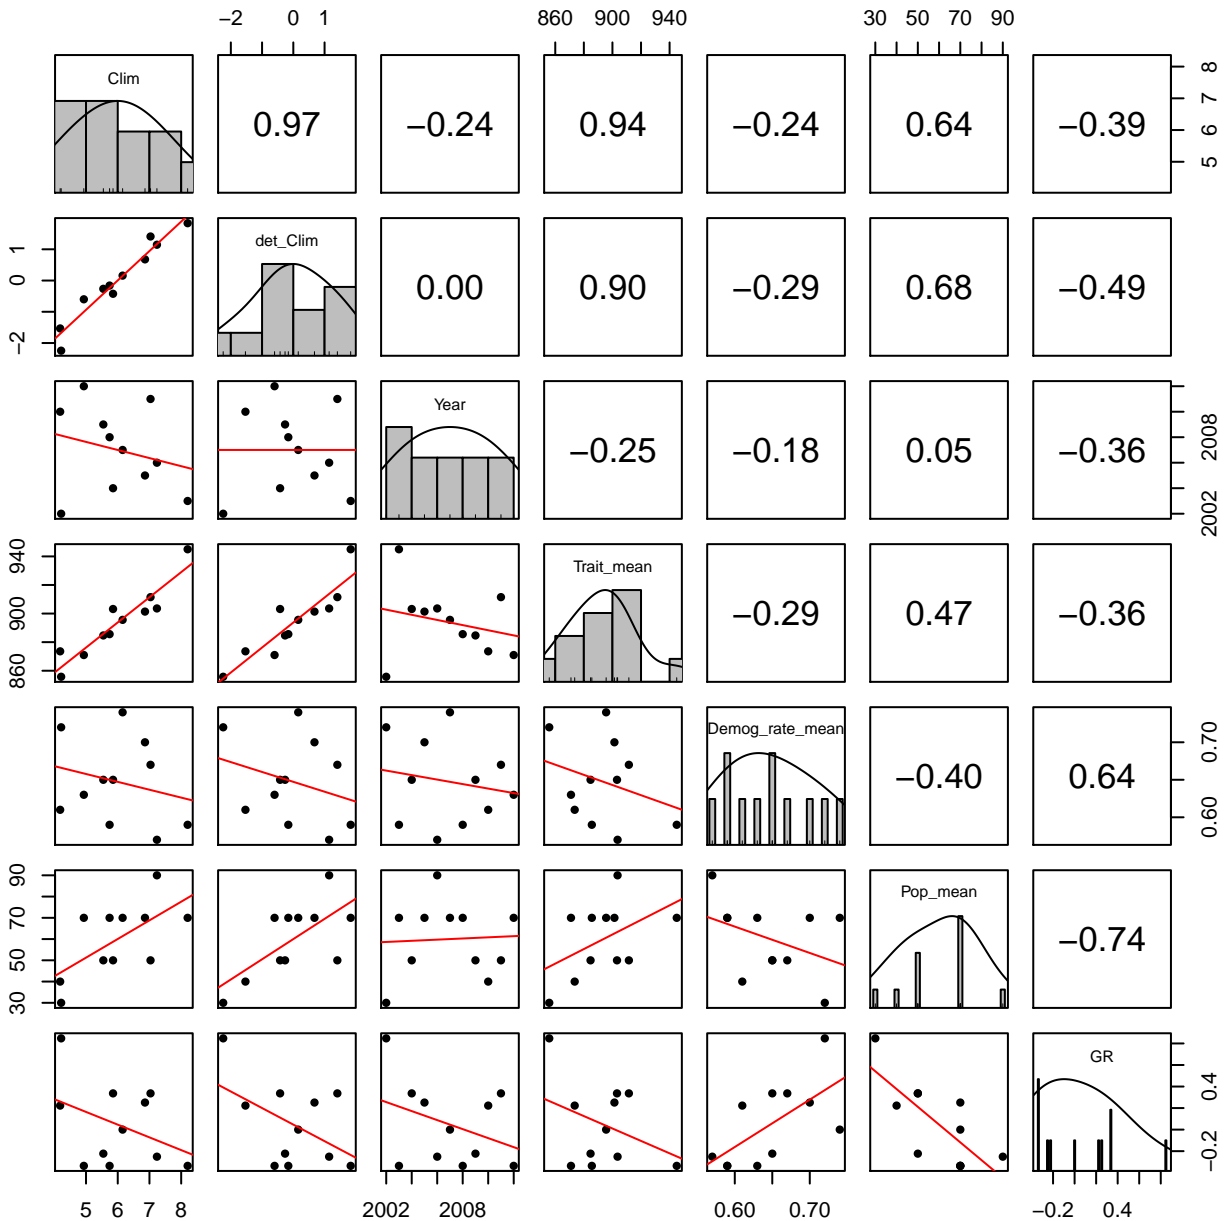 −2 0 1 860 900 940 30 50 70 90
Clim 0.97 −0.24 0.94 −0.24 0.64 −0.39 5 6 7 8
−2 0 1 det_Clim 0.00 0.90 −0.29 0.68 −0.49
Year −0.25 −0.18 0.05 −0.36 2002 2008
860 900 940 Trait_mean −0.29 0.47 −0.36
Demog_rate_mean −0.40 0.64 0.60 0.70
30 50 70 90 Pop_mean −0.74
GR −0.2 0.4
5 6 7 8 2002 2008 0.60 0.70 −0.2 0.4